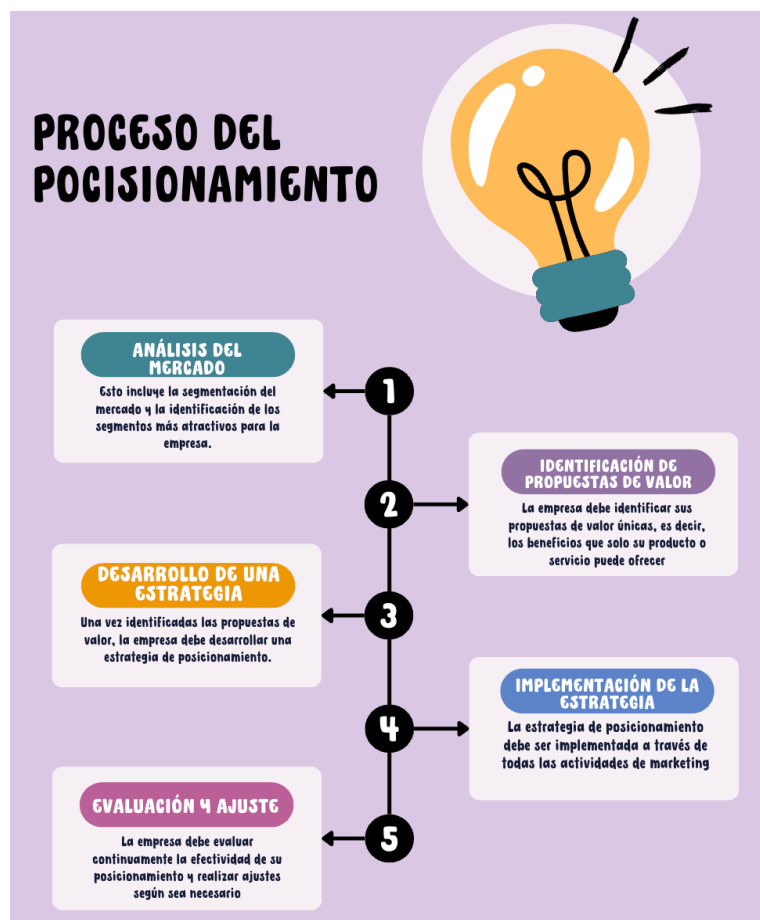 PROCESO DEL
POCISIONAMIENTO
ANÁLISIS DEL
MERCADO
Esto incluye la segmentación del
mercado y la identificación de los
segmentos más atractivos para la
empresa.
1
IDENTIFICACIÓN DE
PROPUESTAS DE VALOR
La empresa debe identificar sus
propuestas de valor únicas, es decir,
los beneficios que solo su producto o
servicio puede ofrecer
2
DESARROLLO DE UNA
ESTRATEGIA
Una vez identificadas las propuestas de
valor, la empresa debe desarrollar una
estrategia de posicionamiento.
3
IMPLEMENTACIÓN DE LA
ESTRATEGIA
La estrategia de posicionamiento
debe ser implementada a través de
todas las actividades de marketing
4
EVALUACIÓN Y AJUSTE
La empresa debe evaluar
continuamente la efectividad de su
posicionamiento y realizar ajustes
según sea necesario
5